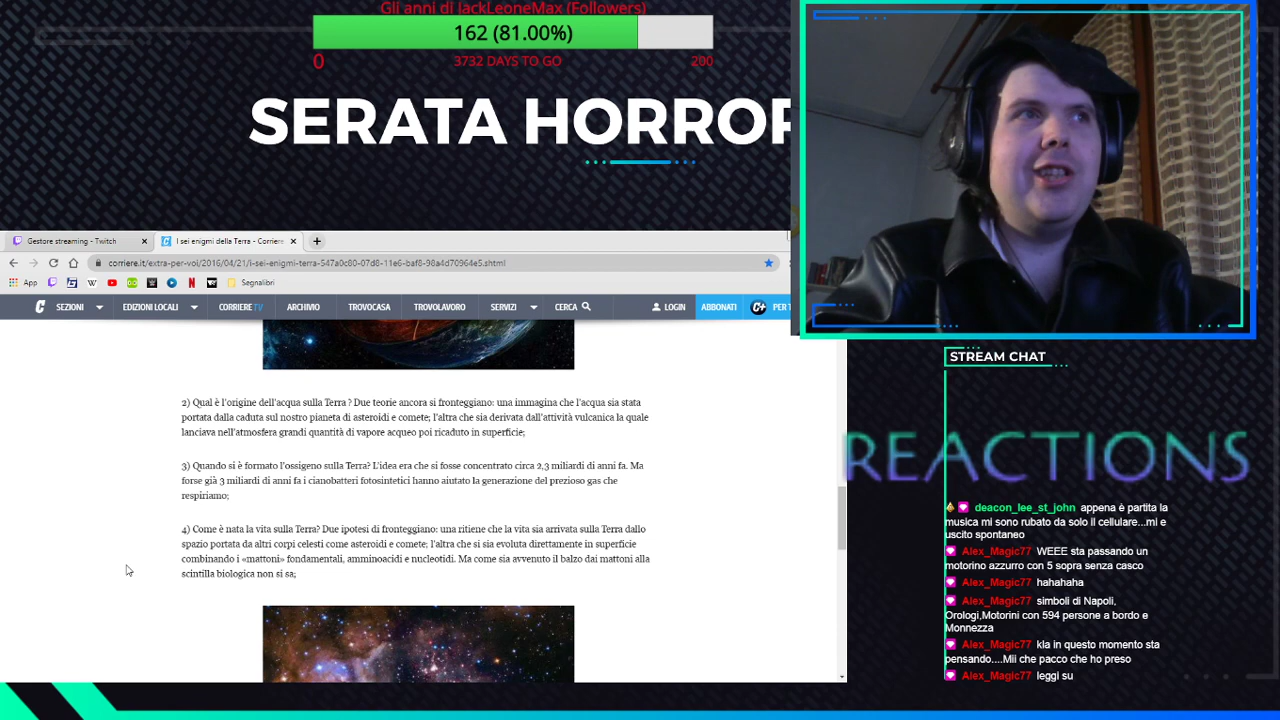 Gli anni di JackLeoneMax (Followers)
162 (81.00%)
0
3732 DAYS TO GO
200
SERATA HORROR
Gestore streaming - Twitch
I sei enigmi della Terra - Corriere
corriere.it/extra-per-voi/2016/04/21/i-sei-enigmi-terra-547a0c80-07d8-11e6-baf8-98a4d70964e5.shtml
App
Segnalibri
SEZIONI
EDIZIONI LOCALI
CORRIERE TV
ARCHIVIO
TROVOCASA
TROVOLAVORO
SERVIZI
CERCA
LOGIN
ABBONATI
C+
PER T
2) Qual è l'origine dell'acqua sulla Terra ? Due teorie ancora si fronteggiano: una immagina che l'acqua sia stata
portata dalla caduta sul nostro pianeta di asteroidi e comete; l'altra che sia derivata dall'attività vulcanica la quale
lanciava nell'atmosfera grandi quantità di vapore acqueo poi ricaduto in superficie;
3) Quando si è formato l'ossigeno sulla Terra? L'idea era che si fosse concentrato circa 2,3 miliardi di anni fa. Ma
forse già 3 miliardi di anni fa i cianobatteri fotosintetici hanno aiutato la generazione del prezioso gas che
respiriamo;
4) Come è nata la vita sulla Terra? Due ipotesi di fronteggiano: una ritiene che la vita sia arrivata sulla Terra dallo
spazio portata da altri corpi celesti come asteroidi e comete; l'altra che si sia evoluta direttamente in superficie
combinando i «mattoni» fondamentali, amminoacidi e nucleotidi. Ma come sia avvenuto il balzo dai mattoni alla
scintilla biologica non si sa;
STREAM CHAT
REACTIONS
deacon_lee_st_john appena è partita la
musica mi sono rubato da solo il cellulare...mi e
uscito spontaneo
Alex_Magic77 WEEE sta passando un
motorino azzurro con 5 sopra senza casco
Alex_Magic77 hahahaha
Alex_Magic77 simboli di Napoli,
Orologi,Motorini con 594 persone a bordo e
Monnezza
Alex_Magic77 kla in questo momento sta
pensando....Mii che pacco che ho preso
Alex_Magic77 leggi su